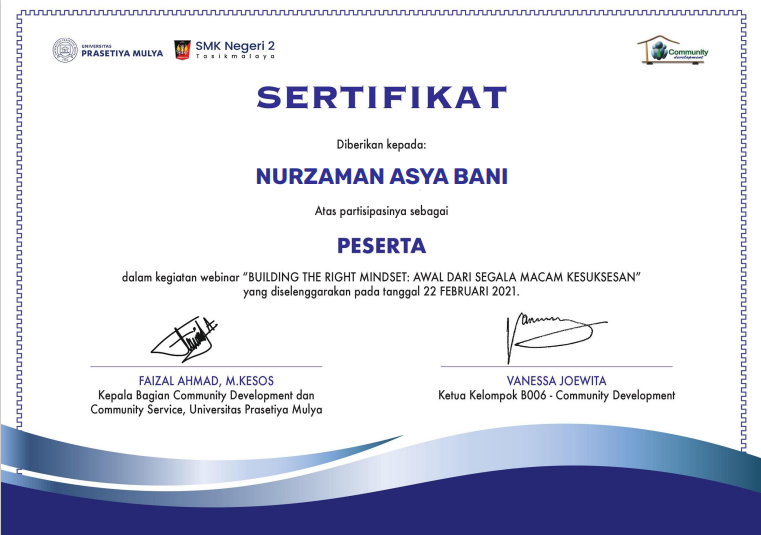 UNIVERSITAS
PRASETIYA MULYA
SMK Negeri 2
Tasikmalaya
Community
development
SERTIFIKAT
Diberikan kepada:
NURZAMAN ASYA BANI
Atas partisipasinya sebagai
PESERTA
dalam kegiatan webinar “BUILDING THE RIGHT MINDSET: AWAL DARI SEGALA MACAM KESUKSESAN”
yang diselenggarakan pada tanggal 22 FEBRUARI 2021.
FAIZAL AHMAD, M.KESOS
Kepala Bagian Community Development dan
Community Service, Universitas Prasetiya Mulya
VANESSA JOEWITA
Ketua Kelompok B006 - Community Development